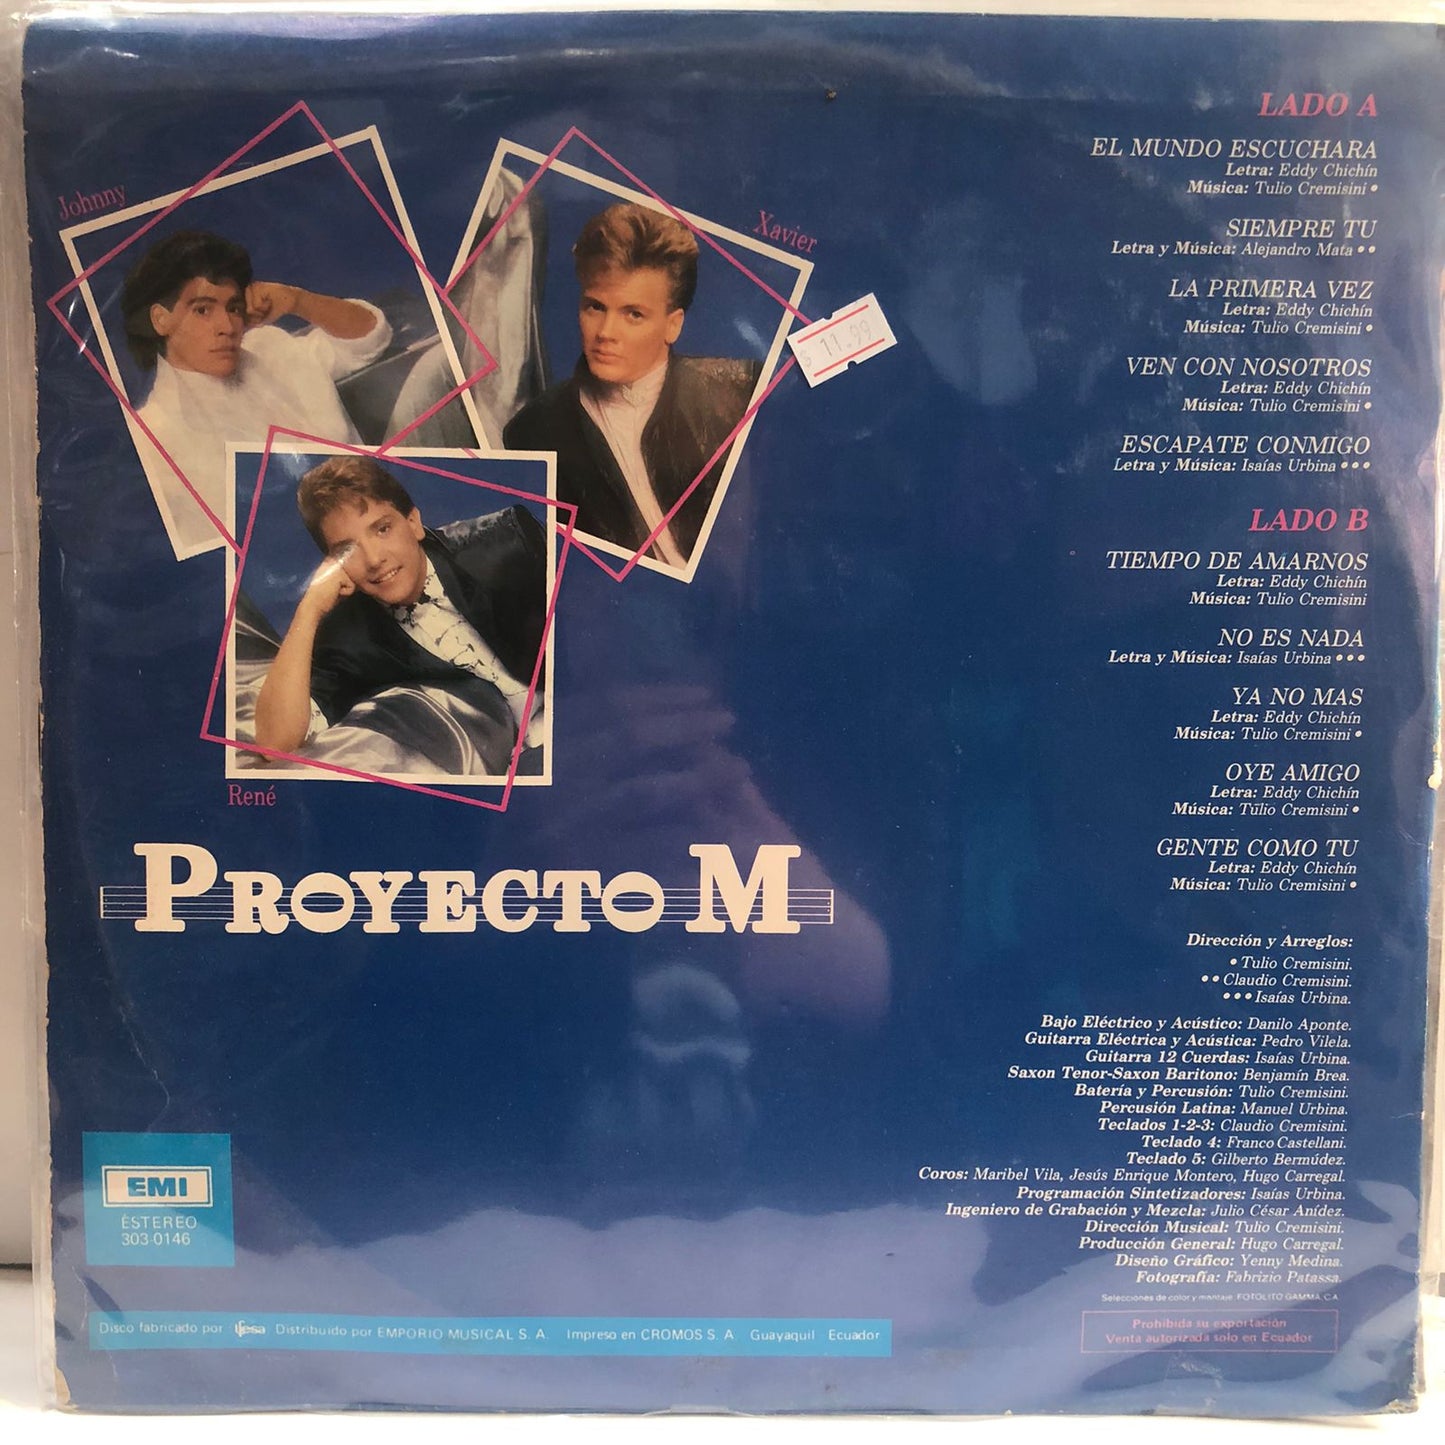 Johnny
Xavier
$ 11.99
René
PROYECTO M
LADO A
EL MUNDO ESCUCHARA
Letra: Eddy Chichín
Música: Tulio Cremisini •
SIEMPRE TU
Letra y Música: Alejandro Mata ••
LA PRIMERA VEZ
Letra: Eddy Chichín
Música: Tulio Cremisini •
VEN CON NOSOTROS
Letra: Eddy Chichín
Música: Tulio Cremisini •
ESCAPATE CONMIGO
Letra y Música: Isaías Urbina •••
LADO B
TIEMPO DE AMARNOS
Letra: Eddy Chichín
Música: Tulio Cremisini
NO ES NADA
Letra y Música: Isaías Urbina •••
YA NO MAS
Letra: Eddy Chichín
Música: Tulio Cremisini •
OYE AMIGO
Letra: Eddy Chichín
Música: Tulio Cremisini •
GENTE COMO TU
Letra: Eddy Chichín
Música: Tulio Cremisini •
Dirección y Arreglos:
• Tulio Cremisini.
•• Claudio Cremisini.
••• Isaías Urbina.
Bajo Eléctrico y Acústico: Danilo Aponte.
Guitarra Eléctrica y Acústica: Pedro Vilela.
Guitarra 12 Cuerdas: Isaías Urbina.
Saxon Tenor-Saxon Baritono: Benjamín Brea.
Batería y Percusión: Tulio Cremisini.
Percusión Latina: Manuel Urbina.
Teclados 1-2-3: Claudio Cremisini.
Teclado 4: Franco Castellani.
Teclado 5: Gilberto Bermúdez.
Coros: Maribel Vila, Jesús Enrique Montero, Hugo Carregal.
Programación Sintetizadores: Isaías Urbina.
Ingeniero de Grabación y Mezcla: Julio César Anídez.
Dirección Musical: Tulio Cremisini.
Producción General: Hugo Carregal.
Diseño Gráfico: Yenny Medina.
Fotografía: Fabrizio Patassa.
Selecciones de color y montaje: FOTOLITO GAMMA, C.A.
Prohibida su exportación
Venta autorizada solo en Ecuador
EMI
ESTEREO
303-0146
Disco fabricado por ifesa Distribuido por EMPORIO MUSICAL S. A. Impreso en CROMOS S. A. Guayaquil Ecuador